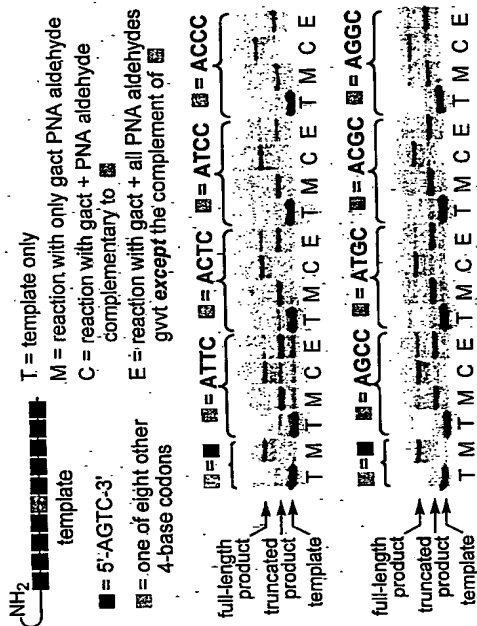 NH2
template
■ = 5'-AGTC-3'
▩ = one of eight other
4-base codons
T = template only
M = reaction with only gact PNA aldehyde
C = reaction with gact + PNA aldehyde
complementary to ▩
E = reaction with gact + all PNA aldehydes
gvvt except the complement of ▩
▩ = ■
▩ = ATTC
▩ = ACTC
▩ = ATCC
▩ = ACCC
full-length
product
truncated
product
template
T M T M C E T M C E T M C E T M C E
▩ = ■
▩ = AGCC
▩ = ATGC
▩ = ACGC
▩ = AGGC
full-length
product
truncated
product
template
T M T M C E T M C E T M C E T M C E